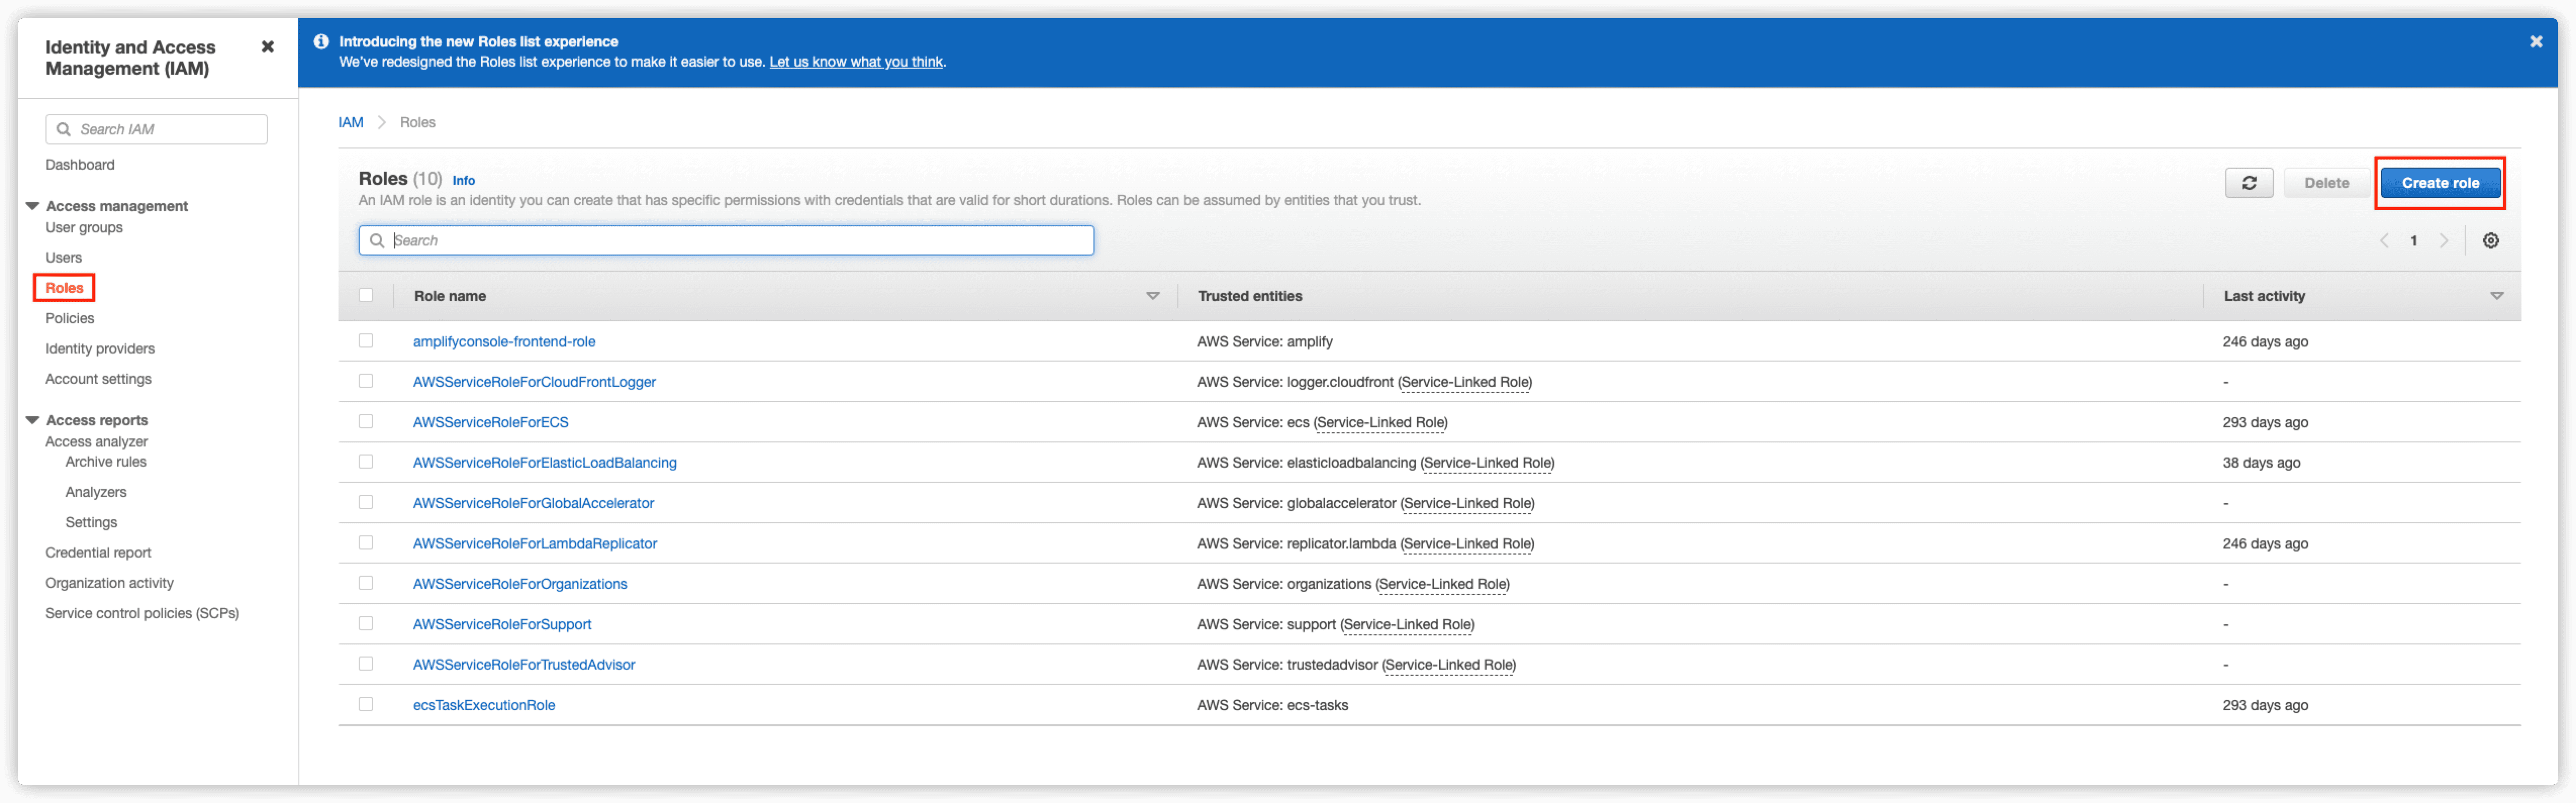 Identity and Access
Management (IAM)
Search IAM
Dashboard
Access management
User groups
Users
Roles
Policies
Identity providers
Account settings
Access reports
Access analyzer
Archive rules
Analyzers
Settings
Credential report
Organization activity
Service control policies (SCPs)
Introducing the new Roles list experience
We've redesigned the Roles list experience to make it easier to use. Let us know what you think.
IAM > Roles
Roles (10) Info
An IAM role is an identity you can create that has specific permissions with credentials that are valid for short durations. Roles can be assumed by entities that you trust.
Delete Create role
Search
1
Role name Trusted entities Last activity
amplifyconsole-frontend-role AWS Service: amplify 246 days ago
AWSServiceRoleForCloudFrontLogger AWS Service: logger.cloudfront (Service-Linked Role) -
AWSServiceRoleForECS AWS Service: ecs (Service-Linked Role) 293 days ago
AWSServiceRoleForElasticLoadBalancing AWS Service: elasticloadbalancing (Service-Linked Role) 38 days ago
AWSServiceRoleForGlobalAccelerator AWS Service: globalaccelerator (Service-Linked Role) -
AWSServiceRoleForLambdaReplicator AWS Service: replicator.lambda (Service-Linked Role) 246 days ago
AWSServiceRoleForOrganizations AWS Service: organizations (Service-Linked Role) -
AWSServiceRoleForSupport AWS Service: support (Service-Linked Role) -
AWSServiceRoleForTrustedAdvisor AWS Service: trustedadvisor (Service-Linked Role) -
ecsTaskExecutionRole AWS Service: ecs-tasks 293 days ago